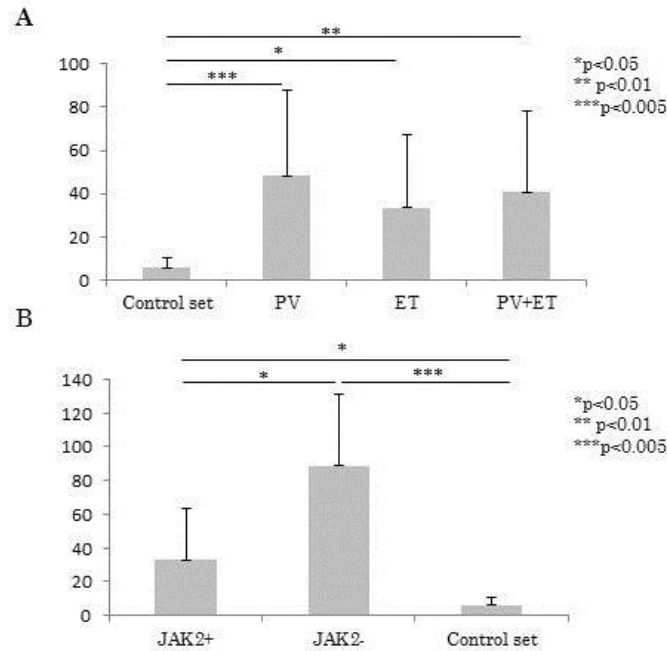 A
**
*
***
*p<0.05
** p<0.01
***p<0.005
100
80
60
40
20
0
Control set PV ET PV+ET
B
*
* ***
*p<0.05
** p<0.01
***p<0.005
140
120
100
80
60
40
20
0
JAK2+ JAK2- Control set